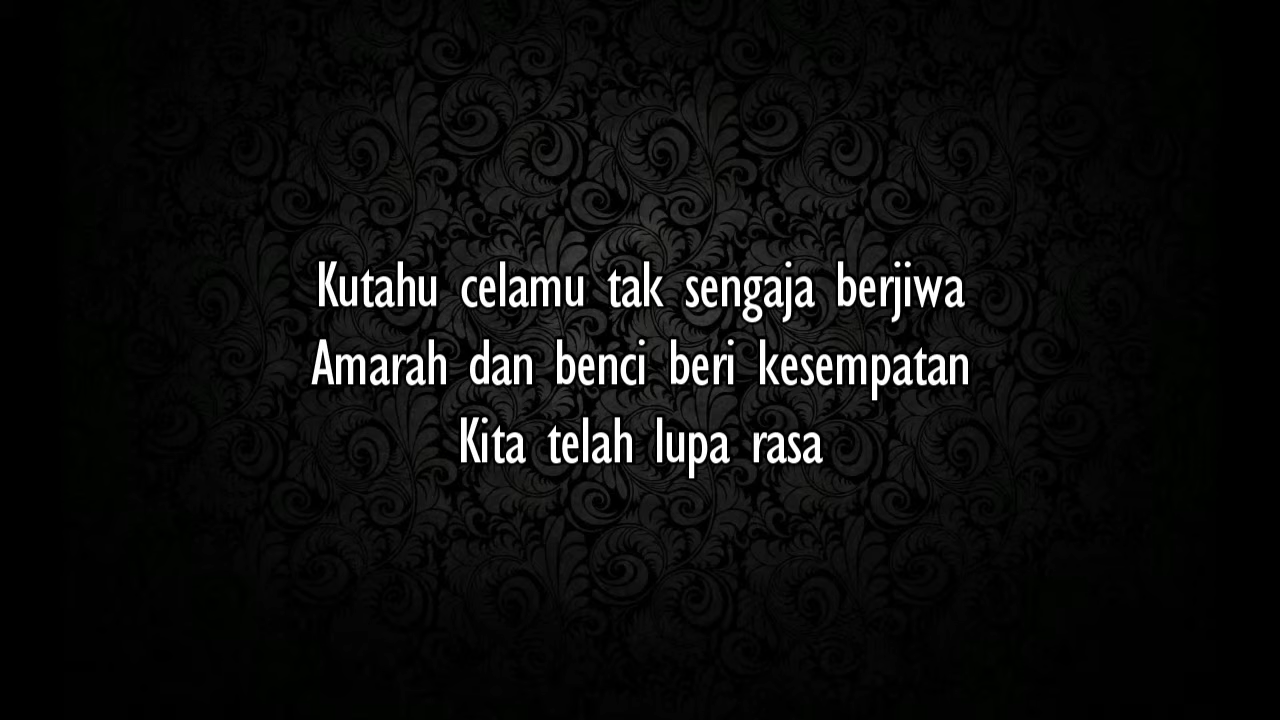 Kutahu celamu tak sengaja berjiwa
Amarah dan benci beri kesempatan
Kita telah lupa rasa